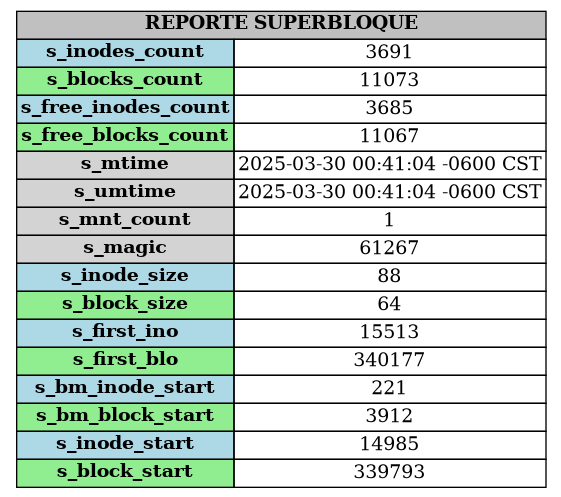 REPORTE SUPERBLOQUE
s_inodes_count 3691
s_blocks_count 11073
s_free_inodes_count 3685
s_free_blocks_count 11067
s_mtime 2025-03-30 00:41:04 -0600 CST
s_umtime 2025-03-30 00:41:04 -0600 CST
s_mnt_count 1
s_magic 61267
s_inode_size 88
s_block_size 64
s_first_ino 15513
s_first_blo 340177
s_bm_inode_start 221
s_bm_block_start 3912
s_inode_start 14985
s_block_start 339793